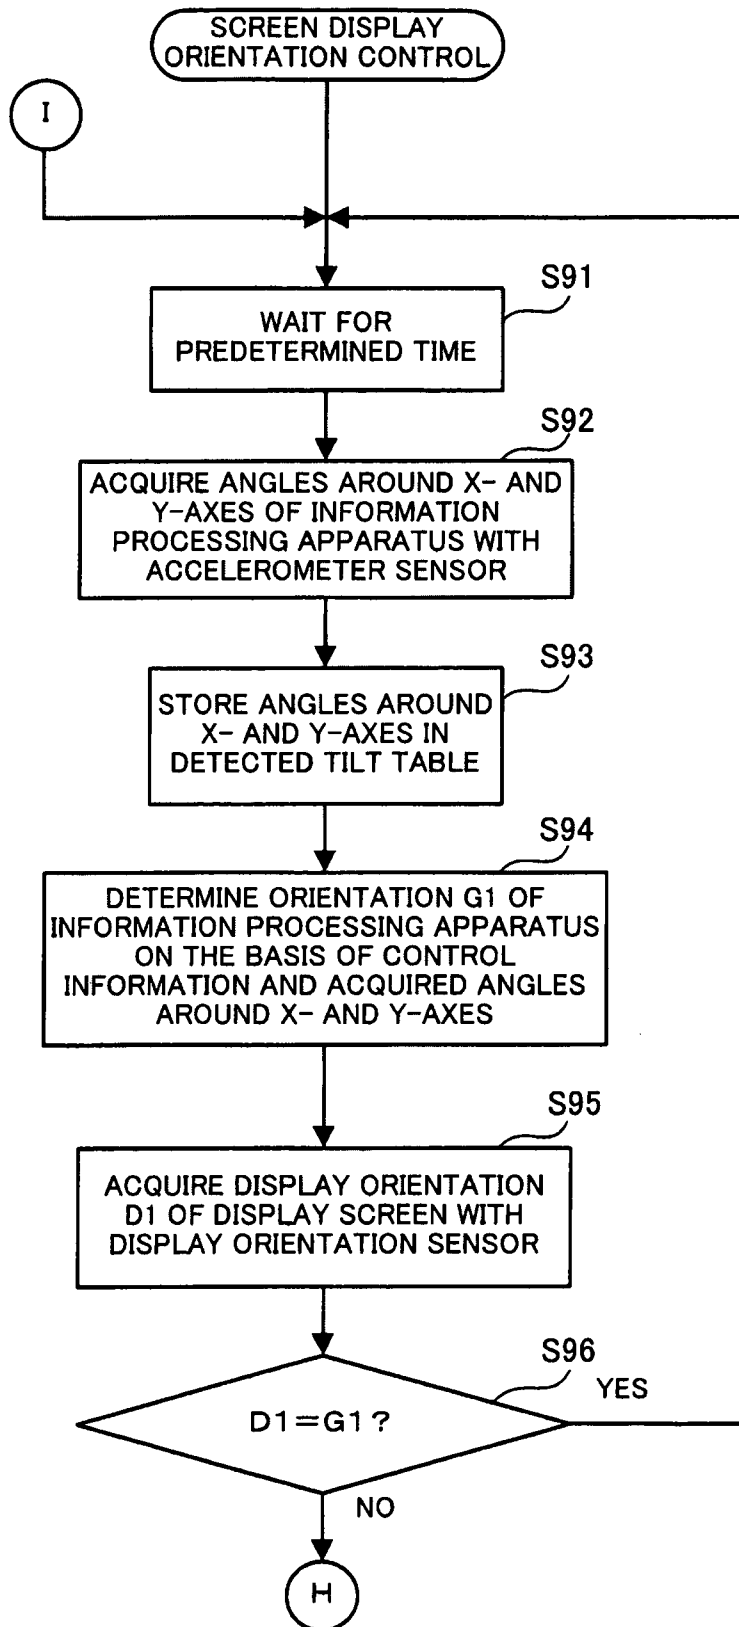 SCREEN DISPLAY
ORIENTATION CONTROL
I
S91
WAIT FOR
PREDETERMINED TIME
S92
ACQUIRE ANGLES AROUND X- AND
Y-AXES OF INFORMATION
PROCESSING APPARATUS WITH
ACCELEROMETER SENSOR
S93
STORE ANGLES AROUND
X- AND Y-AXES IN
DETECTED TILT TABLE
S94
DETERMINE ORIENTATION G1 OF
INFORMATION PROCESSING APPARATUS
ON THE BASIS OF CONTROL
INFORMATION AND ACQUIRED ANGLES
AROUND X- AND Y-AXES
S95
ACQUIRE DISPLAY ORIENTATION
D1 OF DISPLAY SCREEN WITH
DISPLAY ORIENTATION SENSOR
S96
YES
D1=G1?
NO
H